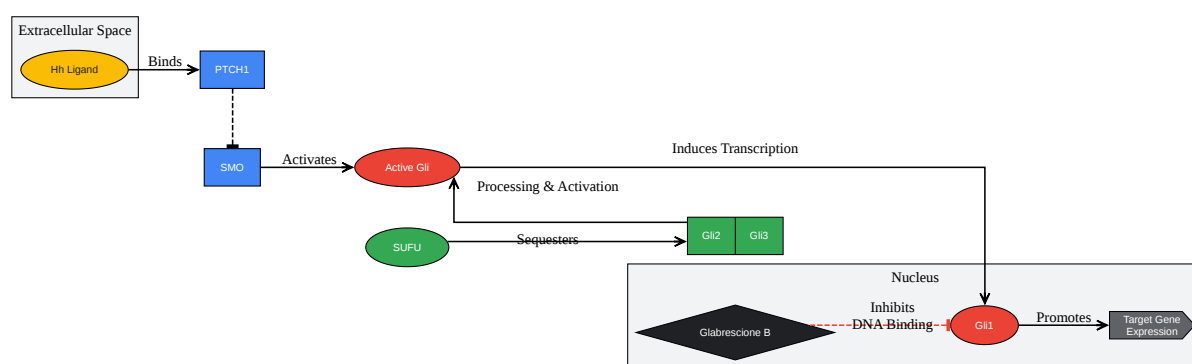 Extracellular Space
Hh Ligand
Binds
PTCH1
SMO
Activates
Active Gli
Induces Transcription
Processing & Activation
SUFU
Sequesters
Gli2
Gli3
Nucleus
Glabrescione B
Inhibits
DNA Binding
Gli1
Promotes
Target Gene
Expression